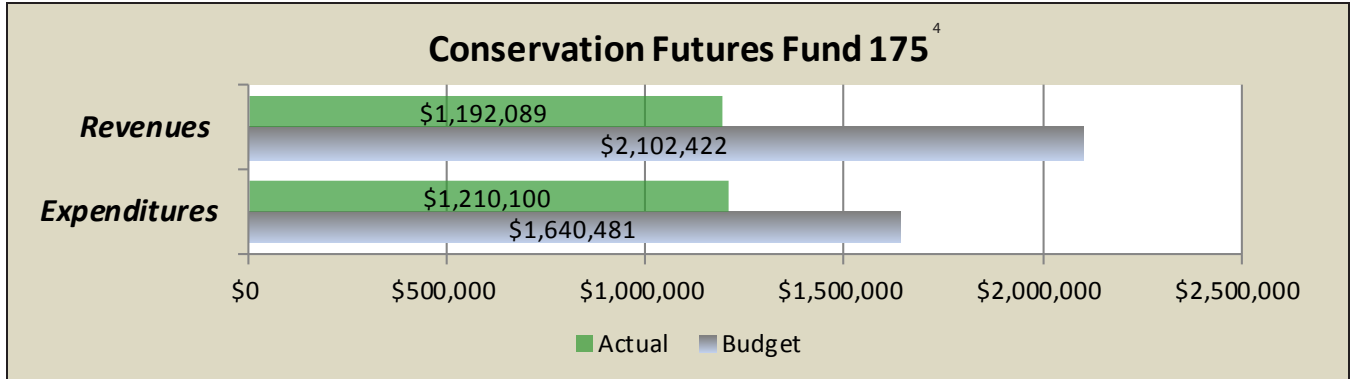 Conservation Futures Fund 175 4
Revenues
$1,192,089
$2,102,422
Expenditures
$1,210,100
$1,640,481
$0 $500,000 $1,000,000 $1,500,000 $2,000,000 $2,500,000
Actual Budget